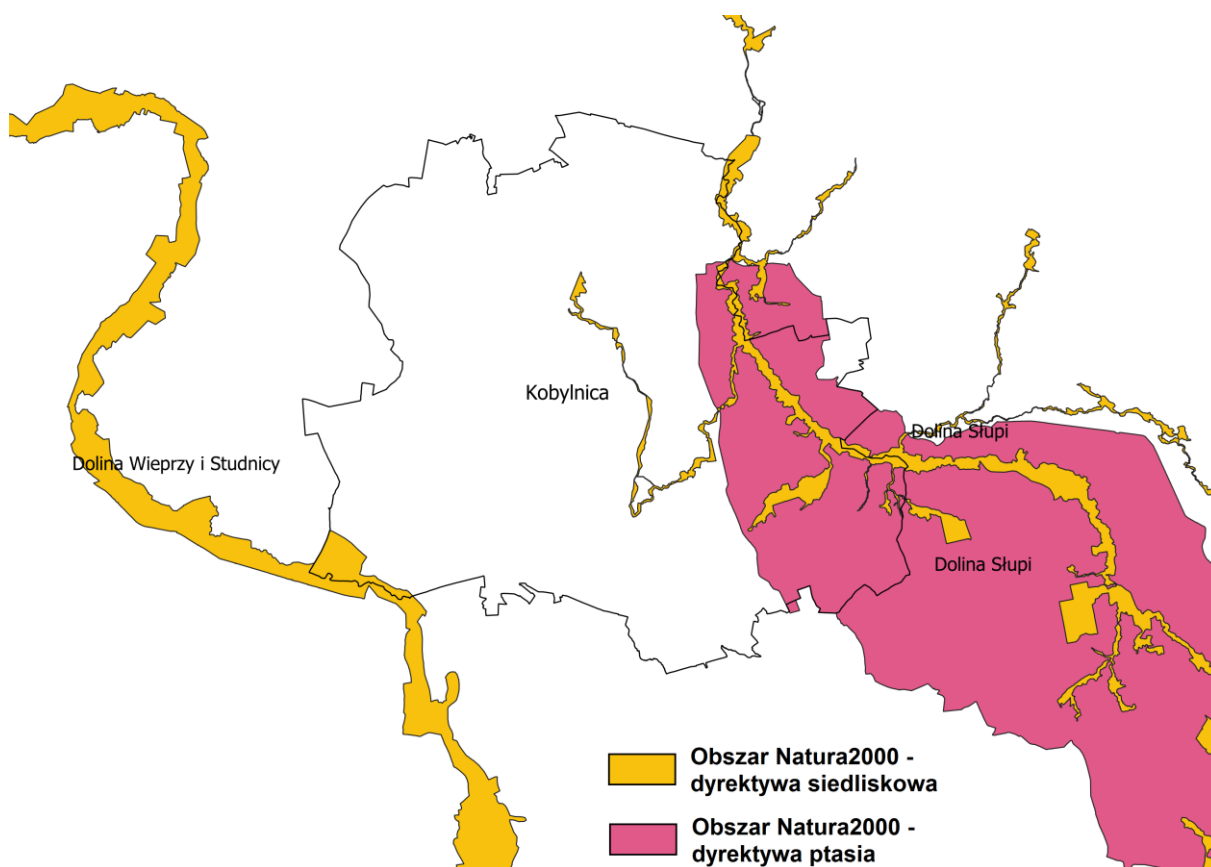 Kobylnica
Dolina Słupi
Dolina Wieprzy i Studnicy
Dolina Słupi
Obszar Natura2000 -
dyrektywa siedliskowa
Obszar Natura2000 -
dyrektywa ptasia